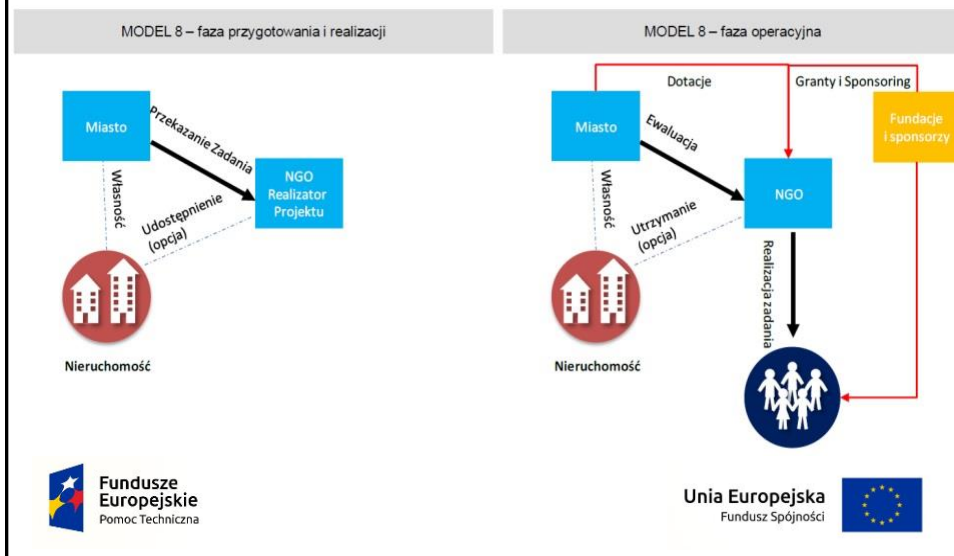 MODEL 8 – faza przygotowania i realizacji
Miasto
Przekazanie Zadania
NGO
Realizator
Projektu
Własność
Udostępnienie
(opcja)
Nieruchomość
MODEL 8 – faza operacyjna
Dotacje
Granty i Sponsoring
Miasto
Ewaluacja
Fundacje
i sponsorzy
NGO
Własność
Utrzymanie
(opcja)
Realizacja zadania
Nieruchomość
Fundusze
Europejskie
Pomoc Techniczna
Unia Europejska
Fundusz Spójności